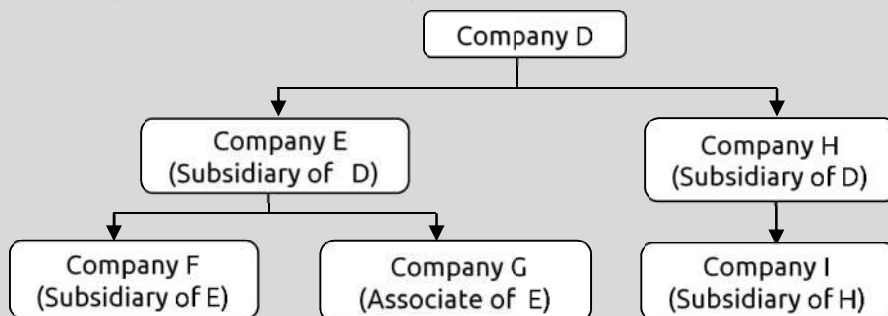 Company D
Company E
(Subsidiary of D)
Company H
(Subsidiary of D)
Company F
(Subsidiary of E)
Company G
(Associate of E)
Company I
(Subsidiary of H)